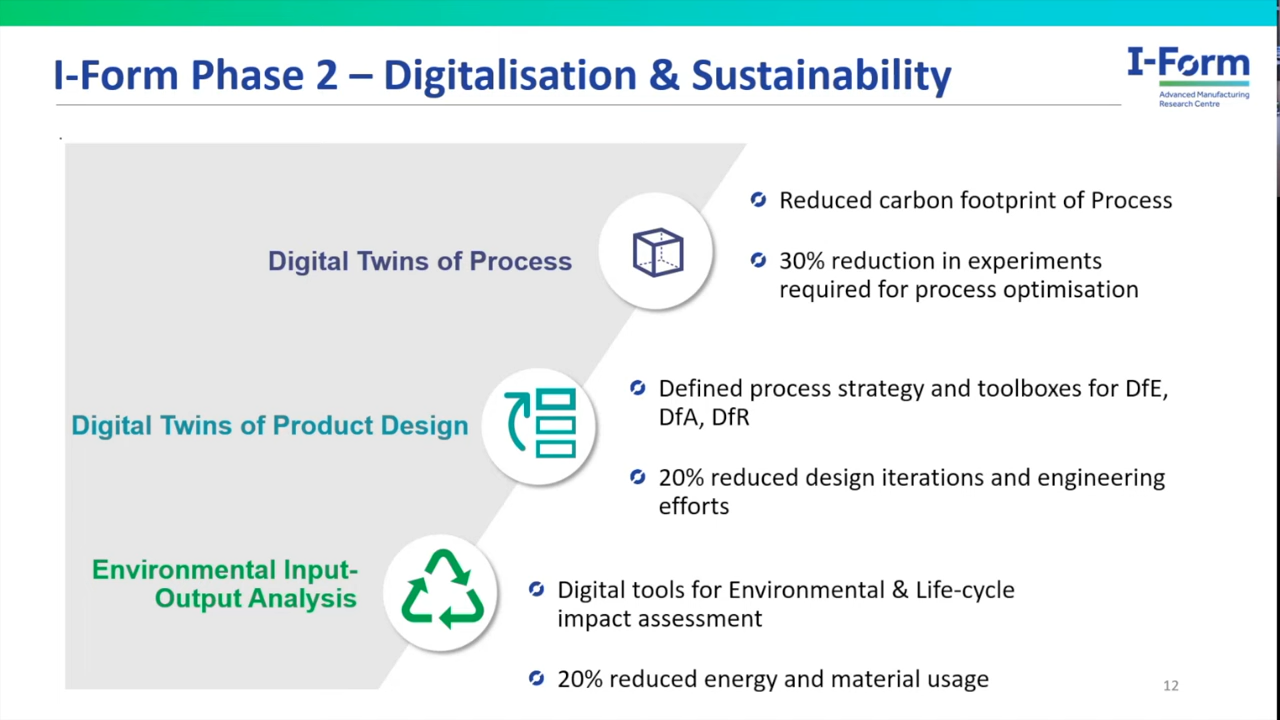 I-Form Phase 2 – Digitalisation & Sustainability
I-Form
Advanced Manufacturing
Research Centre
Digital Twins of Process
Reduced carbon footprint of Process
30% reduction in experiments
required for process optimisation
Digital Twins of Product Design
Defined process strategy and toolboxes for DfE,
DfA, DfR
20% reduced design iterations and engineering
efforts
Environmental Input-
Output Analysis
Digital tools for Environmental & Life-cycle
impact assessment
20% reduced energy and material usage
12